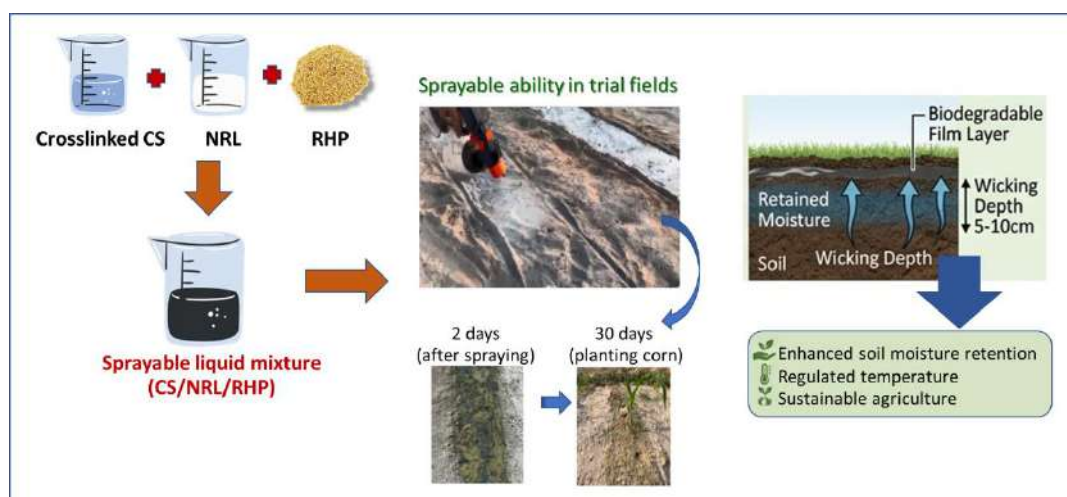 Crosslinked CS
NRL
RHP
Sprayable liquid mixture
(CS/NRL/RHP)
Sprayable ability in trial fields
2 days
(after spraying)
30 days
(planting corn)
Biodegradable
Film Layer
Retained
Moisture
Wicking
Depth
5-10cm
Soil
Wicking Depth
Enhanced soil moisture retention
Regulated temperature
Sustainable agriculture